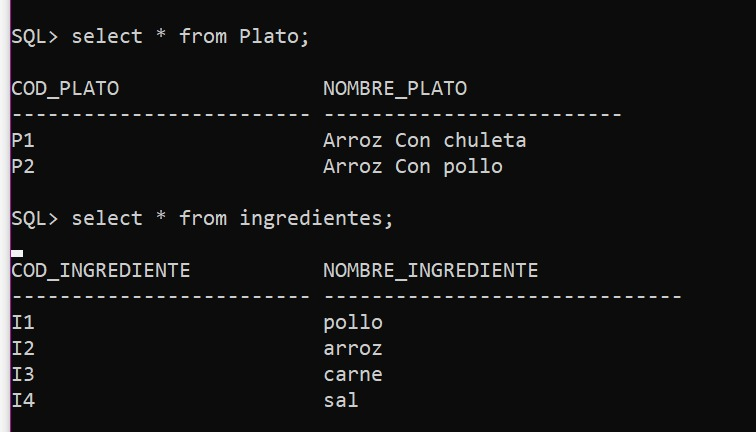 SQL> select * from Plato;
COD_PLATO NOMBRE_PLATO
------------------------- -------------------------
P1 Arroz Con chuleta
P2 Arroz Con pollo
SQL> select * from ingredientes;
COD_INGREDIENTE NOMBRE_INGREDIENTE
------------------------- ------------------------------
I1 pollo
I2 arroz
I3 carne
I4 sal